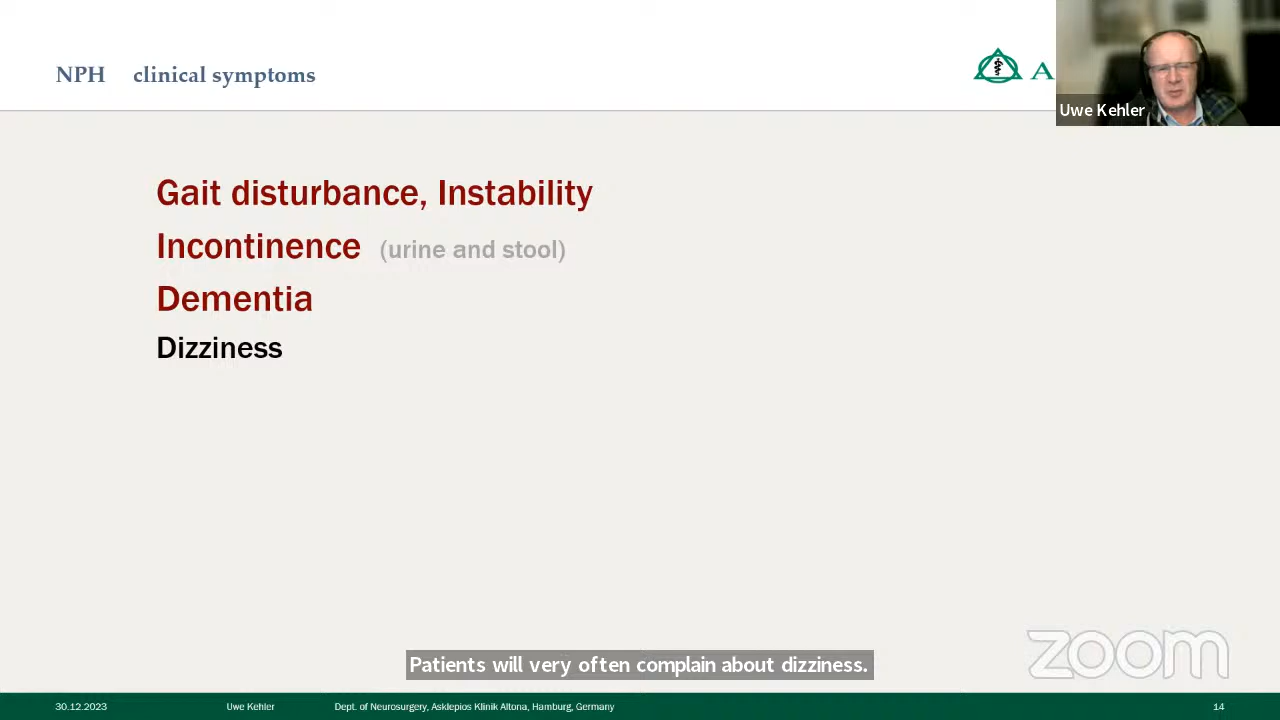 NPH clinical symptoms
A
Uwe Kehler
Gait disturbance, Instability
Incontinence (urine and stool)
Dementia
Dizziness
Patients will very often complain about dizziness.
zoom
30.12.2023 Uwe Kehler Dept. of Neurosurgery, Asklepios Klinik Altona, Hamburg, Germany 14